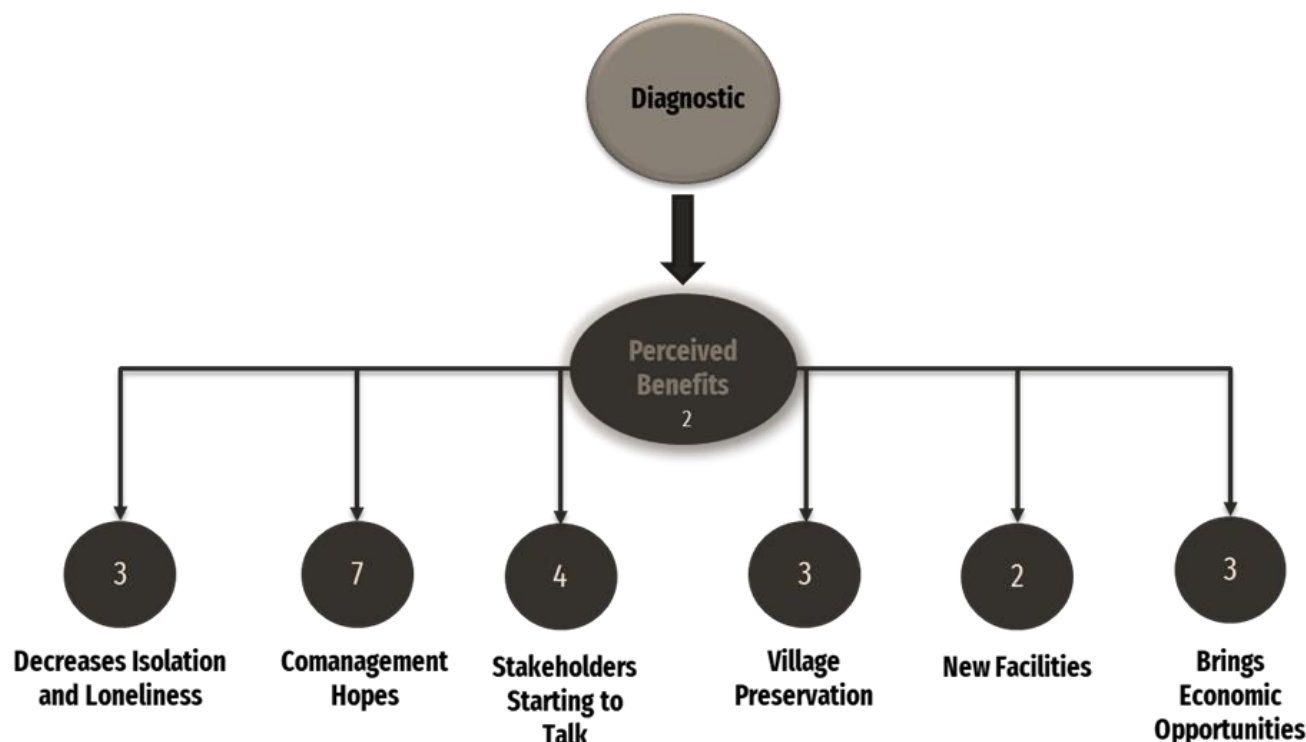 Diagnostic
Perceived
Benefits
2
3
7
4
3
2
3
Decreases Isolation
and Loneliness
Comanagement
Hopes
Stakeholders
Starting to
Talk
Village
Preservation
New Facilities
Brings
Economic
Opportunities